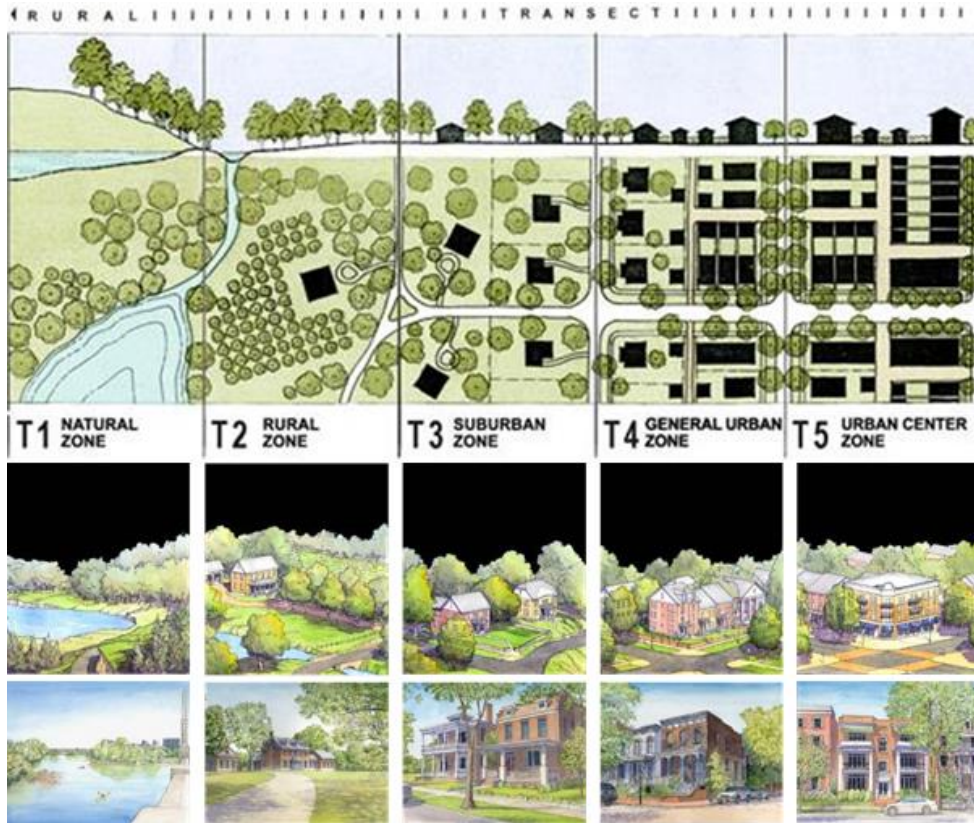 RURAL TRANSECT
T1 NATURAL ZONE
T2 RURAL ZONE
T3 SUBURBAN ZONE
T4 GENERAL URBAN ZONE
T5 URBAN CENTER ZONE